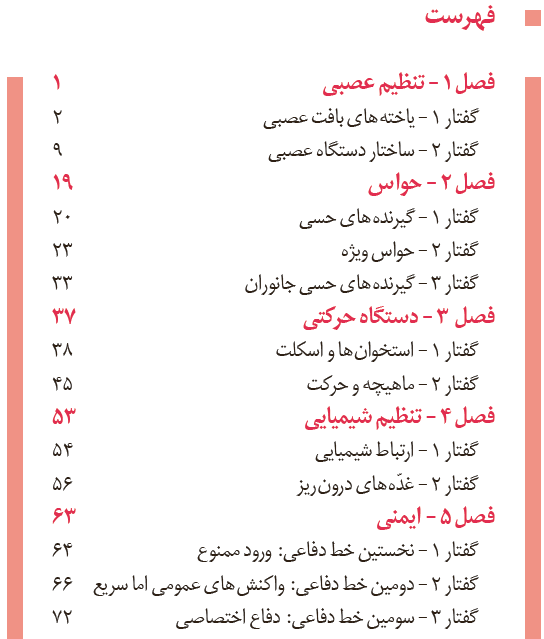 فهرست
فصل ۱ - تنظیم عصبی ۱
گفتار ۱ - یاخته‌های بافت عصبی ۲
گفتار ۲ - ساختار دستگاه عصبی ۹
فصل ۲ - حواس ۱۹
گفتار ۱ - گیرنده‌های حسی ۲۰
گفتار ۲ - حواس ویژه ۲۳
گفتار ۳ - گیرنده‌های حسی جانوران ۳۳
فصل ۳ - دستگاه حرکتی ۳۷
گفتار ۱ - استخوان‌ها و اسکلت ۳۸
گفتار ۲ - ماهیچه و حرکت ۴۵
فصل ۴ - تنظیم شیمیایی ۵۳
گفتار ۱ - ارتباط شیمیایی ۵۴
گفتار ۲ - غدّه‌های درون‌ریز ۵۶
فصل ۵ - ایمنی ۶۳
گفتار ۱ - نخستین خط دفاعی: ورود ممنوع ۶۴
گفتار ۲ - دومین خط دفاعی: واکنش‌های عمومی اما سریع ۶۶
گفتار ۳ - سومین خط دفاعی: دفاع اختصاصی ۷۲